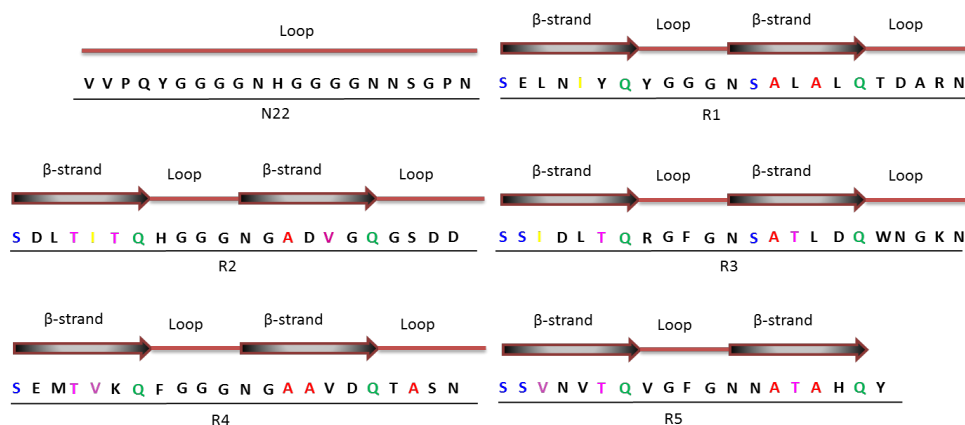 Loop
β-strand Loop β-strand Loop
V V P Q Y G G G G N H G G G G N N S G P N
S E L N i Y Q Y G G G N S A L A L Q T D A R N
N22
R1
β-strand Loop β-strand Loop
β-strand Loop β-strand Loop
S D L T I T Q H G G G N G A D V G Q G S D D
S S i D L T Q R G F G N S A T L D Q W N G K N
R2
R3
β-strand Loop β-strand Loop
β-strand Loop β-strand
S E M T V K Q F G G G N G A A V D Q T A S N
S S V N V T Q V G F G N N A T A H Q Y
R4
R5